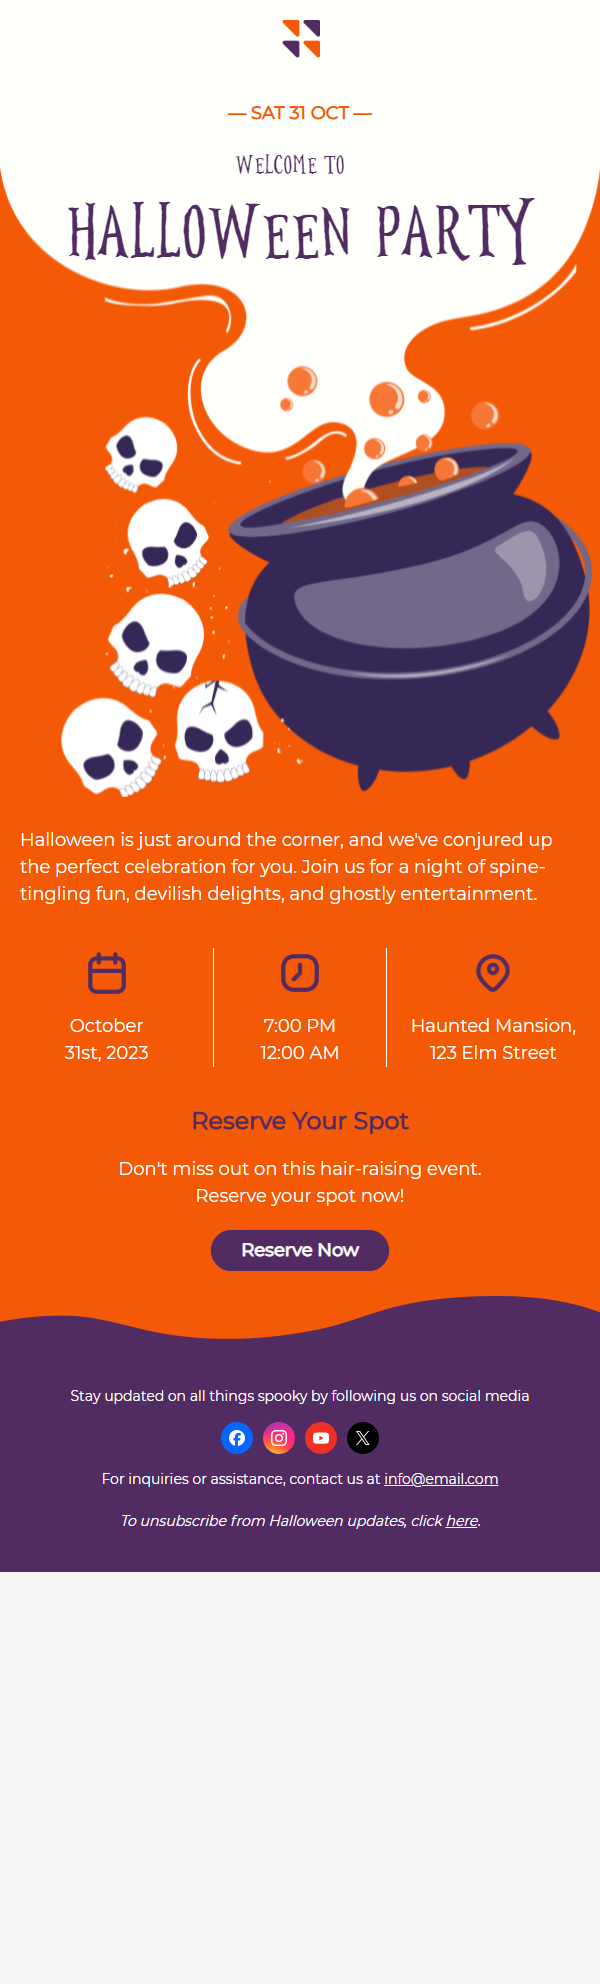 — SAT 31 OCT —
WELCOME TO
HALLOWEEN PARTY
Halloween is just around the corner, and we've conjured up
the perfect celebration for you. Join us for a night of spine-
tingling fun, devilish delights, and ghostly entertainment.
October
31st, 2023
7:00 PM
12:00 AM
Haunted Mansion,
123 Elm Street
Reserve Your Spot
Don't miss out on this hair-raising event.
Reserve your spot now!
Reserve Now
Stay updated on all things spooky by following us on social media
For inquiries or assistance, contact us at info@email.com
To unsubscribe from Halloween updates, click here.